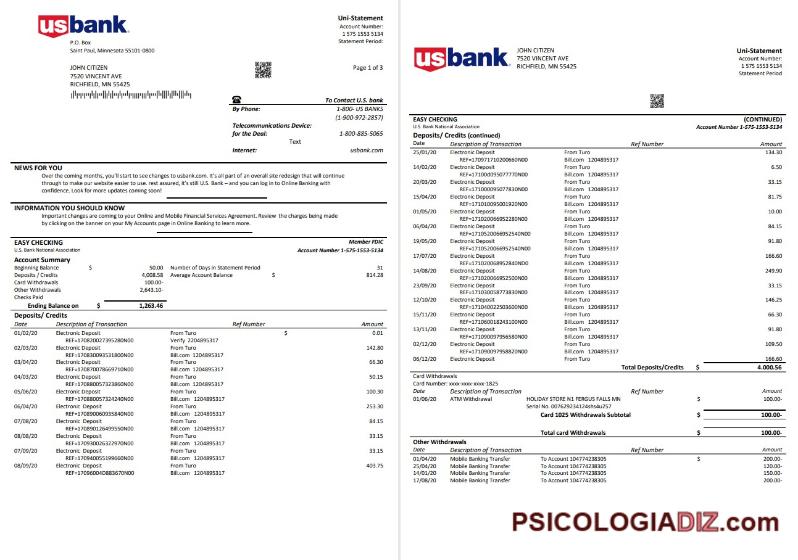 usbank
P.O. Box
Saint Paul, Minnesota 55101-0800
JOHN CITIZEN
7520 VINCENT AVE
RICHFIELD, MN 55425
Uni-Statement
Account Number:
1 575 1553 5134
Statement Period:
Page 1 of 3
To Contact U.S. bank
By Phone: 1-800- US BANKS
(1-900-972-2857)
Telecommunications Device:
for the Deal: 1-800-885-5065
Text
Internet: usbank.com
NEWS FOR YOU
Over the coming months, you'll start to see changes to usbank.com. It's all part of an overall site redesign that will continue
through to make our website easier to use. rest assured, it's still U.S. Bank – and you can log in to Online Banking with
confidence. Look for more updates coming soon!
INFORMATION YOU SHOULD KNOW
Important changes are coming to your Online and Mobile Financial Services Agreement. Review the changes being made
by clicking on the banner on your My Accounts page in Online Banking to learn more.
EASY CHECKING Member FDIC
U.S. Bank National Association Account Number 1-575-1553-5134
Account Summary
Beginning Balance $ 50.00 Number of Days in Statement Period 31
Deposits / Credits 4,008.58 Average Account Balance $ 814.28
Card Withdrawals 100.00-
Other Withdrawals 2,643.10-
Checks Paid
Ending Balance on $ 1,263.46
Deposits/ Credits
Date Description of Transaction Ref Number Amount
01/02/20 Electronic Deposit From Turo $ 0.01
REF=170820027395280N00 Verify 2204895317
02/03/20 Electronic Deposit From Turo 142.80
REF=170830093531800N00 Bill.com 1204895317
03/04/20 Electronic Deposit From Turo 66.30
REF=170870078669710N00 Bill.com 1204895317
04/03/20 Electronic Deposit From Turo 50.15
REF=170880057323860N00 Bill.com 1204895317
05/06/20 Electronic Deposit From Turo 100.30
REF=170880057324240N00 Bill.com 1204895317
06/04/20 Electronic Deposit From Turo 253.30
REF=170890060935840N00 Bill.com 1204895317
07/08/20 Electronic Deposit From Turo 84.15
REF=170890126499550N00 Bill.com 1204895317
08/08/20 Electronic Deposit From Turo 33.15
REF=170930026322970N00 Bill.com 1204895317
07/09/20 Electronic Deposit From Turo 33.15
REF=170940055199660N00 Bill.com 1204895317
08/09/20 Electronic Deposit From Turo 403.75
REF=17096004D883670N00 Bill.com 1204895317
usbank
JOHN CITIZEN
7520 VINCENT AVE
RICHFIELD, MN 55425
Uni-Statement
Account Number:
1 575 1553 5134
Statement Period
EASY CHECKING (CONTINUED)
U.S. Bank National Association Account Number 1-575-1553-5134
Deposits/ Credits (continued)
Date Description of Transaction Ref Number Amount
25/01/20 Electronic Deposit From Turo 134.30
REF=170971710200660N00 Bill.com 1204895317
14/02/20 Electronic Deposit From Turo 6.50
REF=171000095077770N00 Bill.com 1204895317
20/03/20 Electronic Deposit From Turo 33.15
REF=171000095077830N00 Bill.com 1204895317
15/04/20 Electronic Deposit From Turo 81.75
REF=171010095001920N00 Bill.com 1204895317
01/05/20 Electronic Deposit From Turo 10.00
REF=171020066952280N00 Bill.com 1204895317
06/04/20 Electronic Deposit From Turo 84.15
REF=1710520066952540N00 Bill.com 1204895317
19/05/20 Electronic Deposit From Turo 91.80
REF=1710520066952540N00 Bill.com 1204895317
17/07/20 Electronic Deposit From Turo 166.60
REF=171020068952840ND0 Bill.com 1204895317
14/08/20 Electronic Deposit From Turo 249.90
REF=171020066952500N00 Bill.com 1204895317
23/09/20 Electronic Deposit From Turo 33.15
REF=171030058773830N00 Bill.com 1204895317
12/10/20 Electronic Deposit From Turo 146.25
REF=171040022503600N00 Bill.com 1204895317
15/11/20 Electronic Deposit From Turo 66.30
REF=171060018243100N00 Bill.com 1204895317
13/11/20 Electronic Deposit From Turo 91.80
REF=171090097956580N00 Bill.com 1204895317
02/12/20 Electronic Deposit From Turo 109.50
REF=171090097958820N00 Bill.com 1204895317
06/12/20 Electronic Deposit From Turo 166.60
Total Deposits/Credits $ 4.000.56
Card Withdrawals
Card Number: xxxx-xxxx-xxxx-1825
Date Description of Transaction Ref Number Amount
01/06/20 ATM Withdrawal HOLIDAY STORE N1 FERGUS FALLS MN $ 100.00-
Serial No. 007629234124shs4u757
Card 1025 Withdrawals Subtotal $ 100.00-
Total card Withdrawals $ 100.00-
Other Withdrawals
Date Description of Transaction Ref Number Amount
01/04/20 Mobile Banking Transfer To Account 104774238305 $ 200.00-
25/04/20 Mobile Banking Transfer To Account 104774238305 120.00-
14/01/20 Mobile Banking Transfer To Account 104774238305 150.00-
17/08/20 Mobile Banking Transfer To Account 104774238305 200.00-
PSICOLOGIADIZ.com